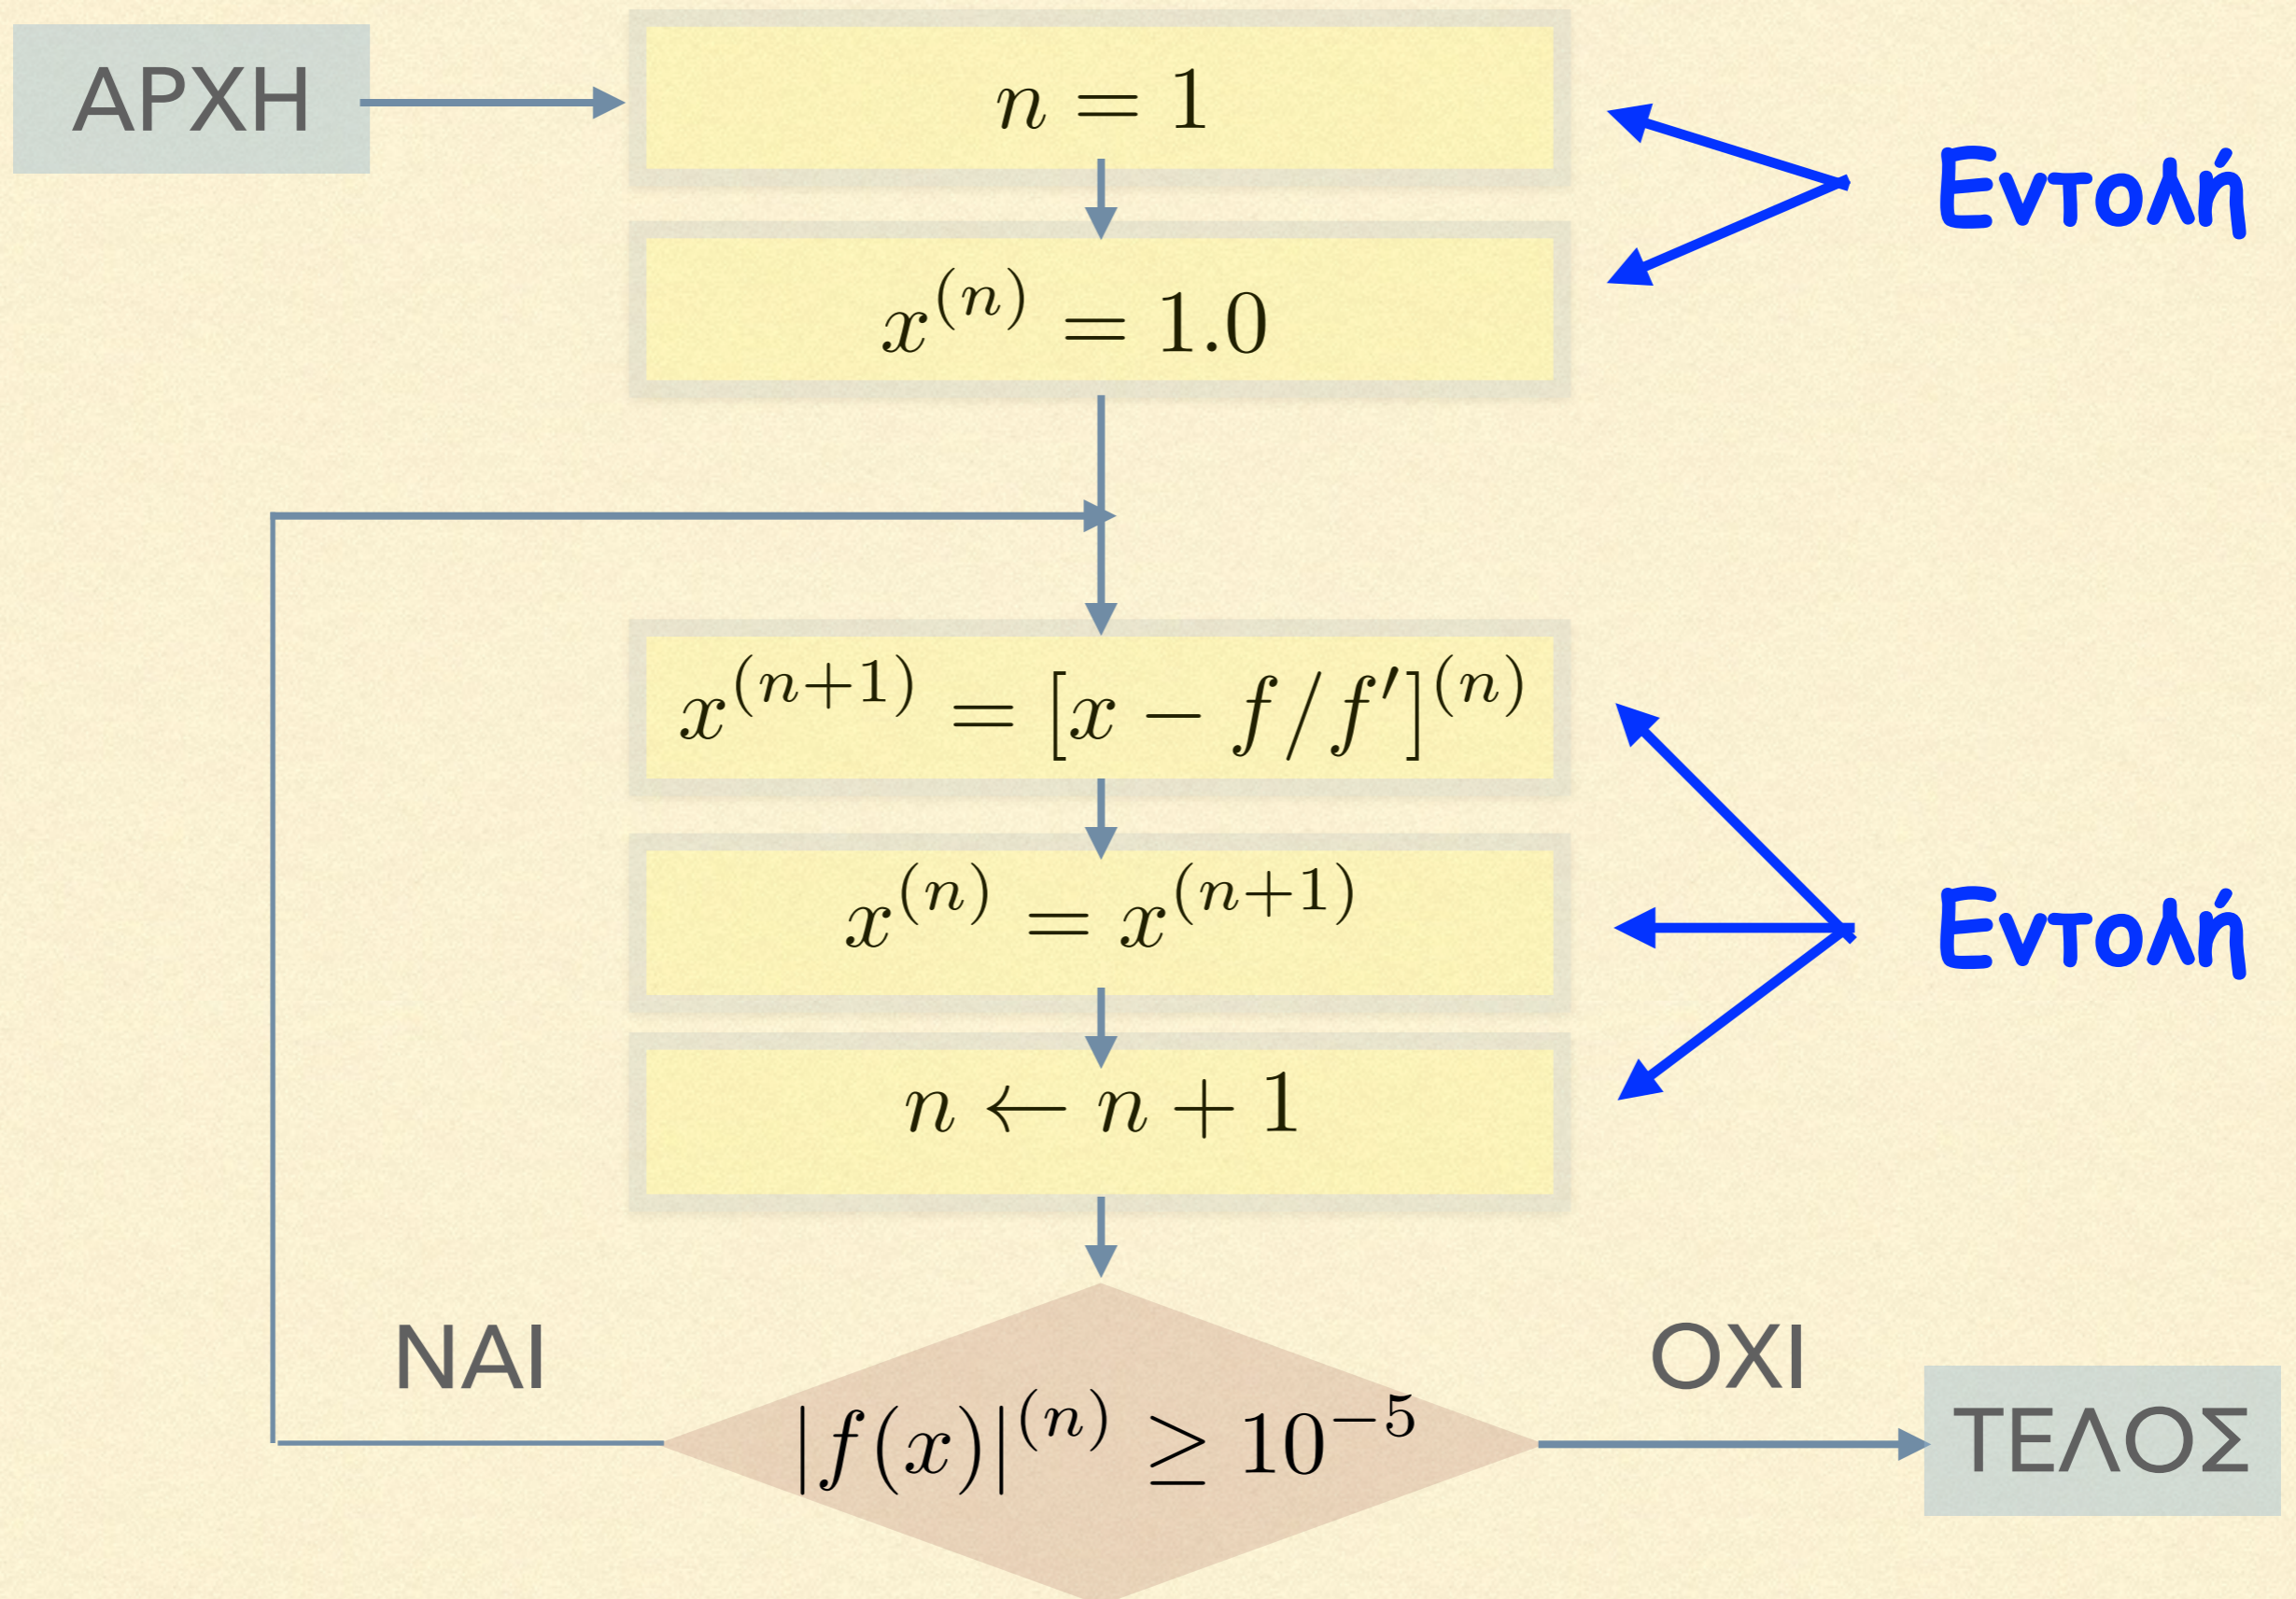 ΑΡΧΗ
n = 1
Εντολή
x^{(n)} = 1.0
x^{(n+1)} = [x − f/f′]^{(n)}
x^{(n)} = x^{(n+1)}
Εντολή
n ← n + 1
ΝΑΙ
ΟΧΙ
|f(x)|^{(n)} ≥ 10^{−5}
ΤΕΛΟΣ